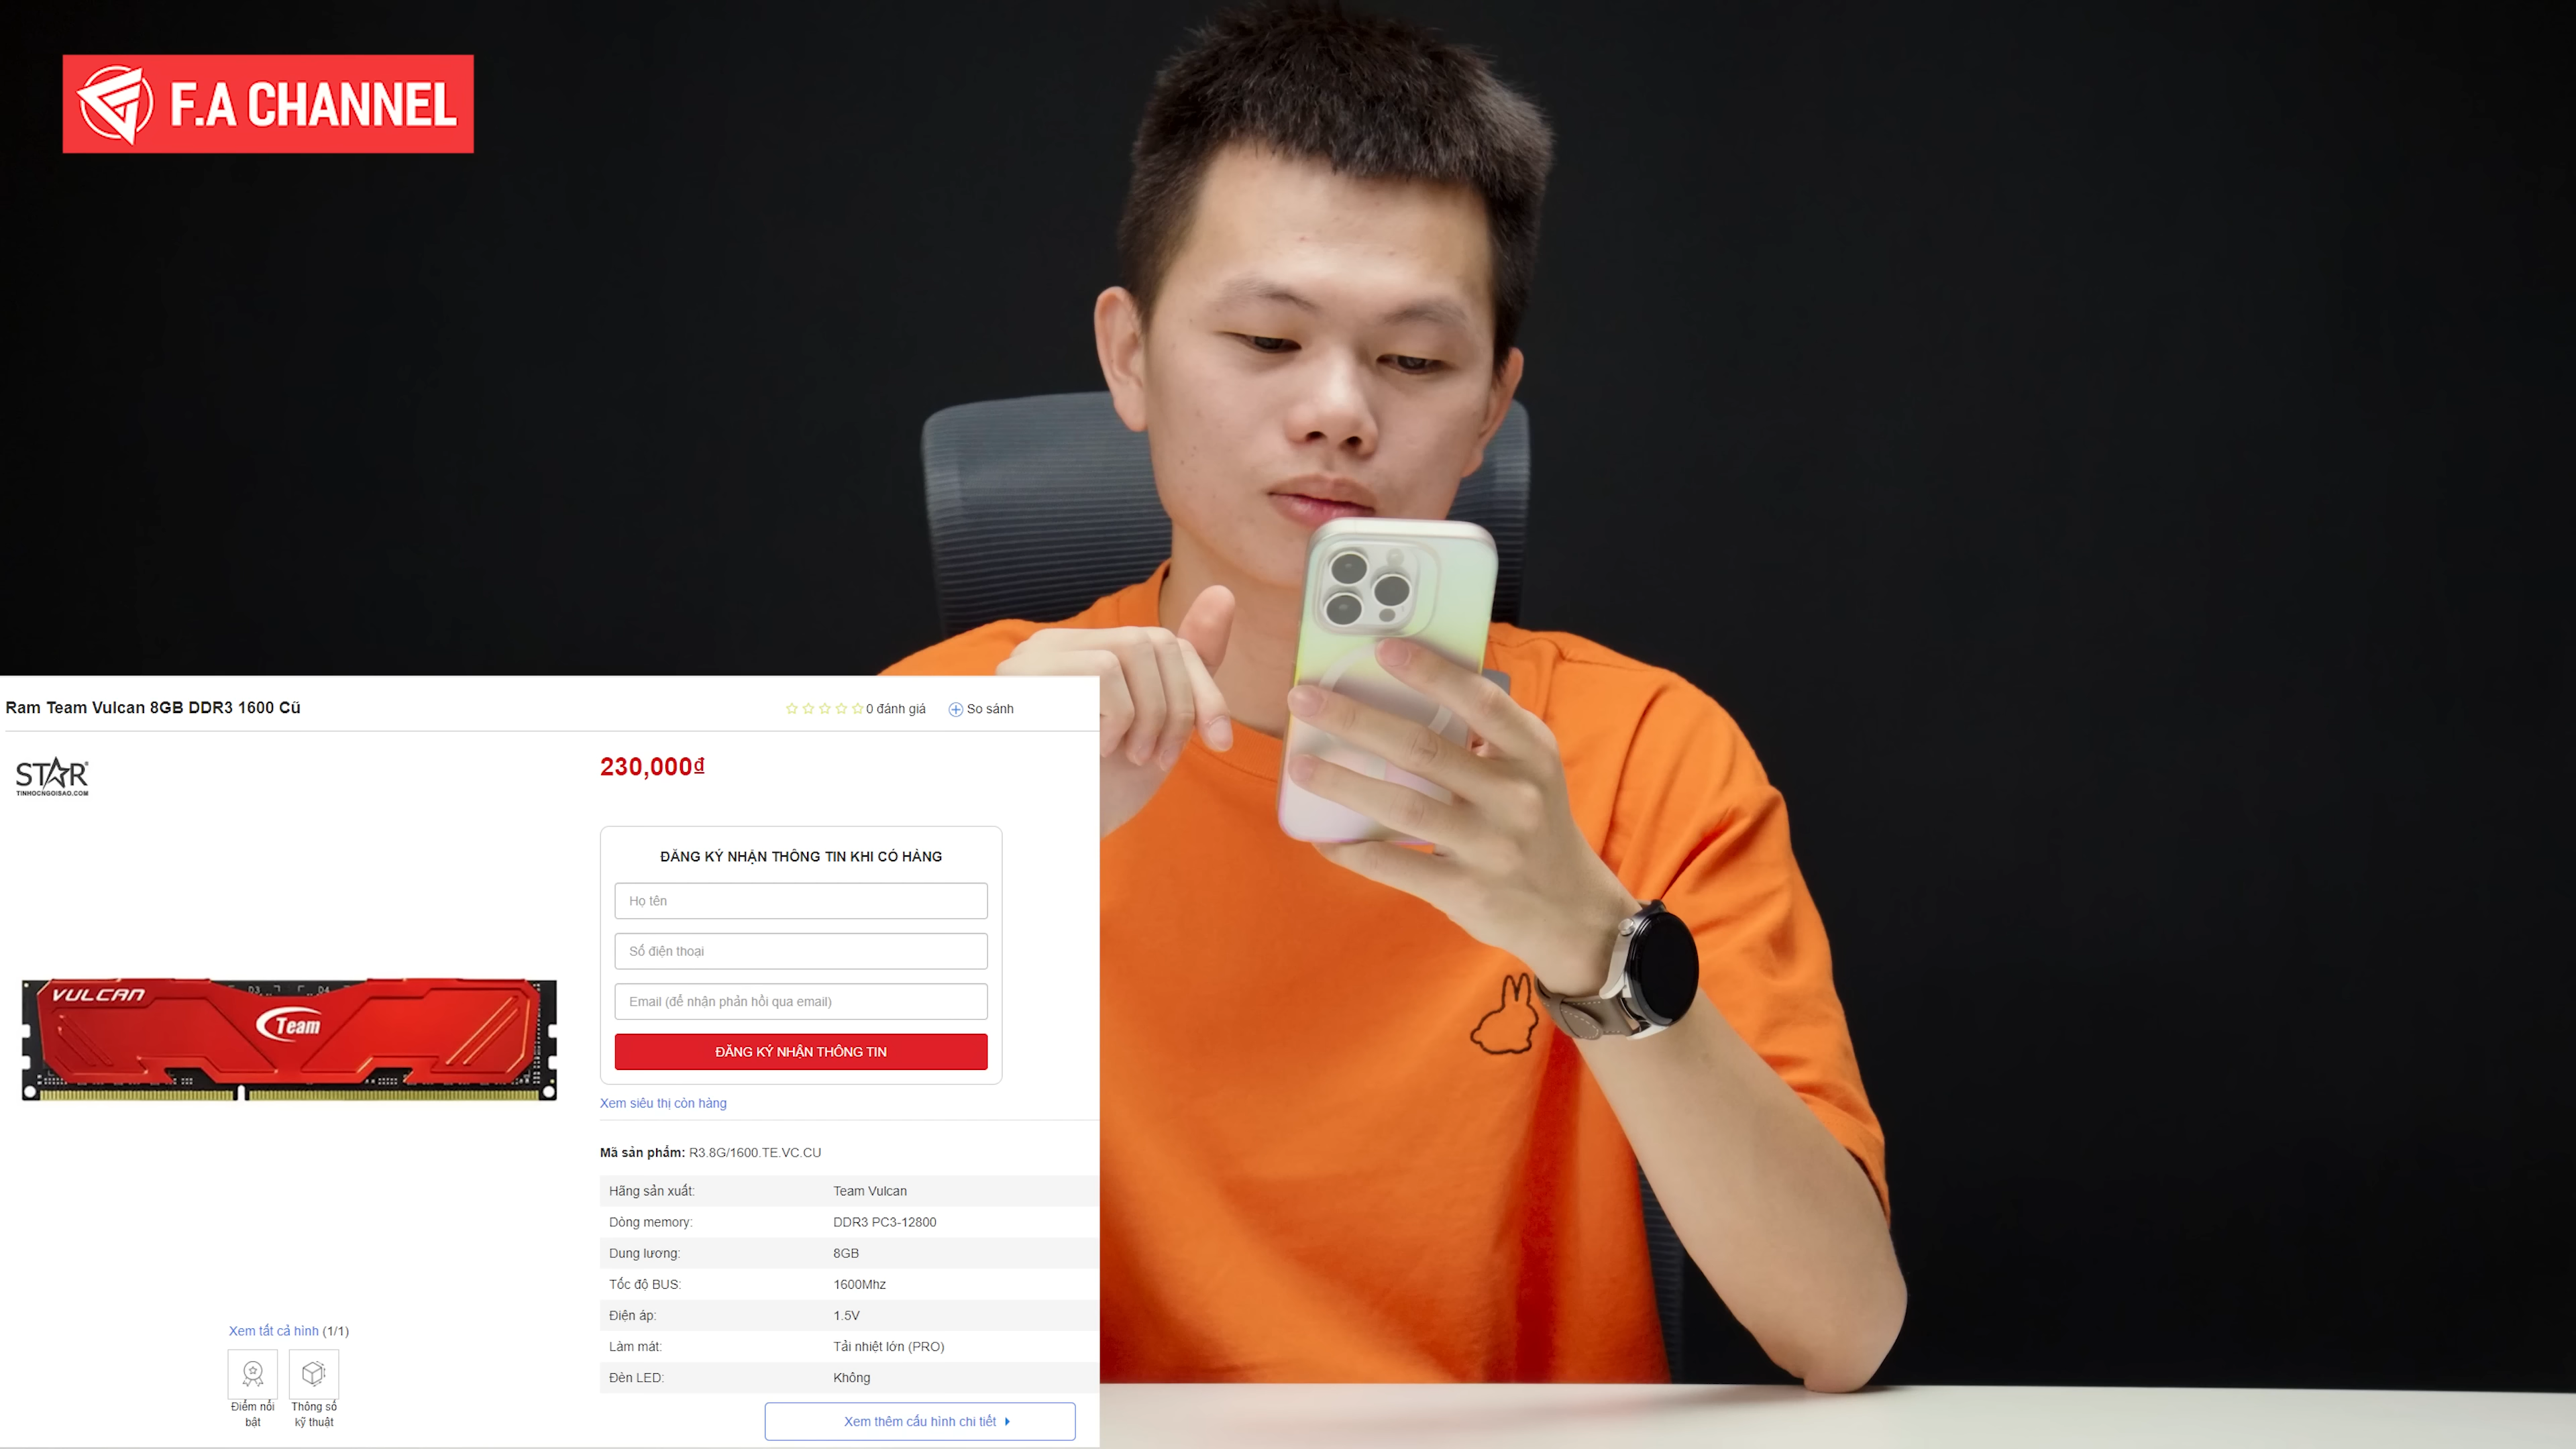 F.A CHANNEL
Ram Team Vulcan 8GB DDR3 1600 Cũ
0 đánh giá
So sánh
STAR
TINHOCNGOISAO.COM
230,000₫
ĐĂNG KÝ NHẬN THÔNG TIN KHI CÓ HÀNG
Họ tên
Số điện thoại
Email (để nhận phản hồi qua email)
ĐĂNG KÝ NHẬN THÔNG TIN
Xem siêu thị còn hàng
VULCAN
D3
D4
Team
Mã sản phẩm: R3.8G/1600.TE.VC.CU
Hãng sản xuất: Team Vulcan
Dòng memory: DDR3 PC3-12800
Dung lượng: 8GB
Tốc độ BUS: 1600Mhz
Điện áp: 1.5V
Làm mát: Tải nhiệt lớn (PRO)
Đèn LED: Không
Xem thêm cấu hình chi tiết
Xem tất cả hình (1/1)
Điểm nổi
bật
Thông số
kỹ thuật